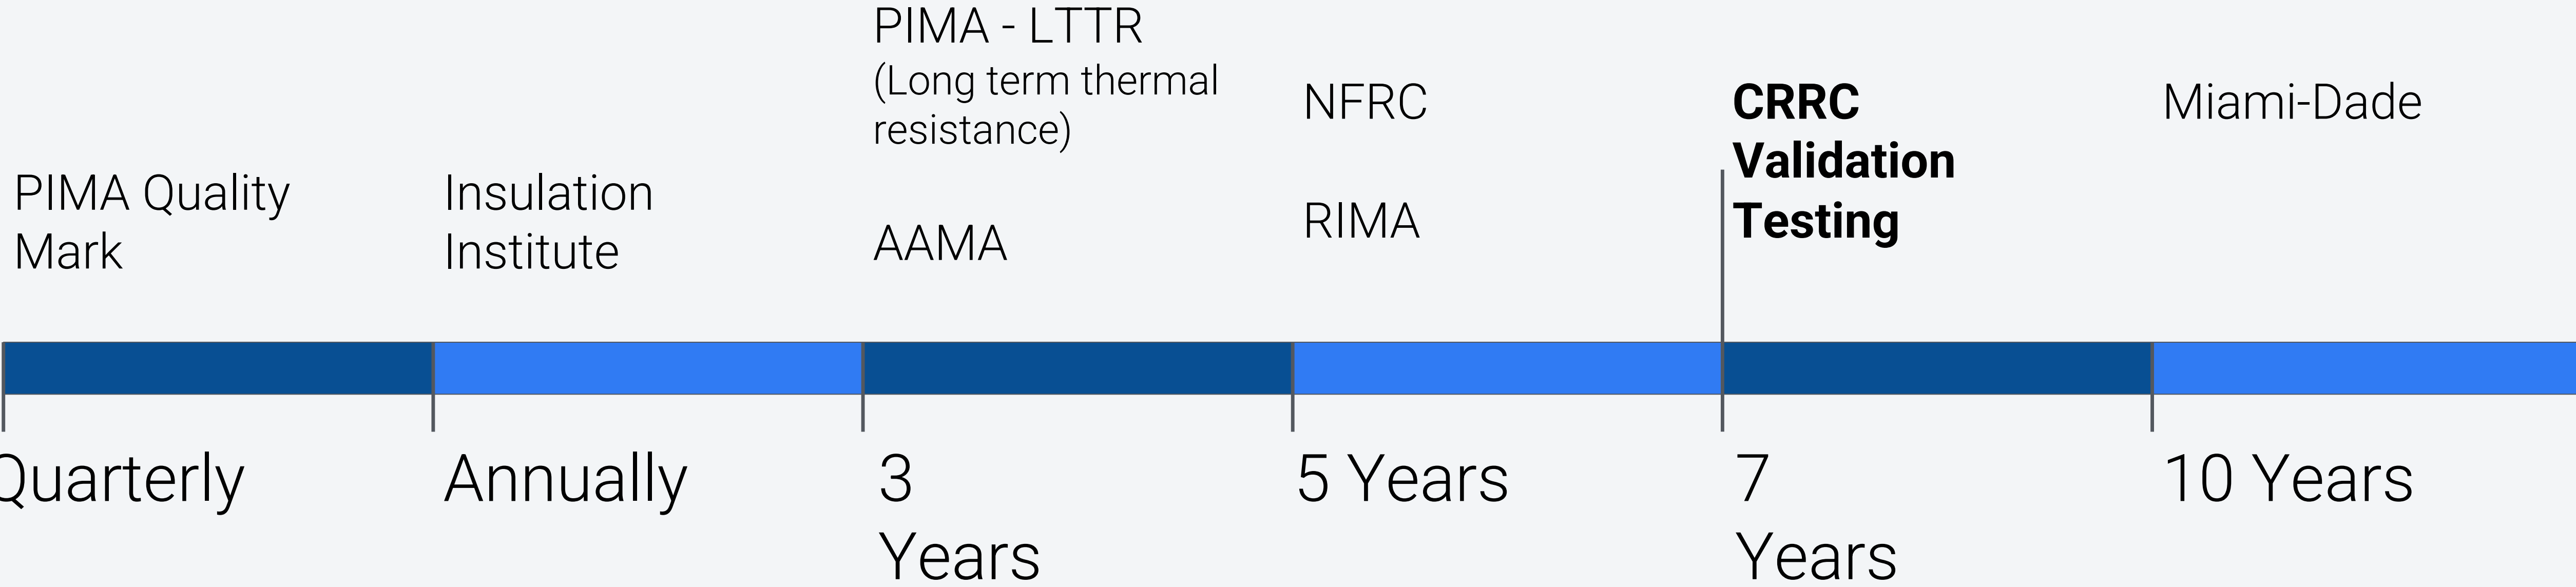 PIMA Quality
Mark
Insulation
Institute
PIMA - LTTR
(Long term thermal
resistance)
AAMA
NFRC
RIMA
CRRC
Validation
Testing
Miami-Dade
Quarterly
Annually
3
Years
5 Years
7
Years
10 Years